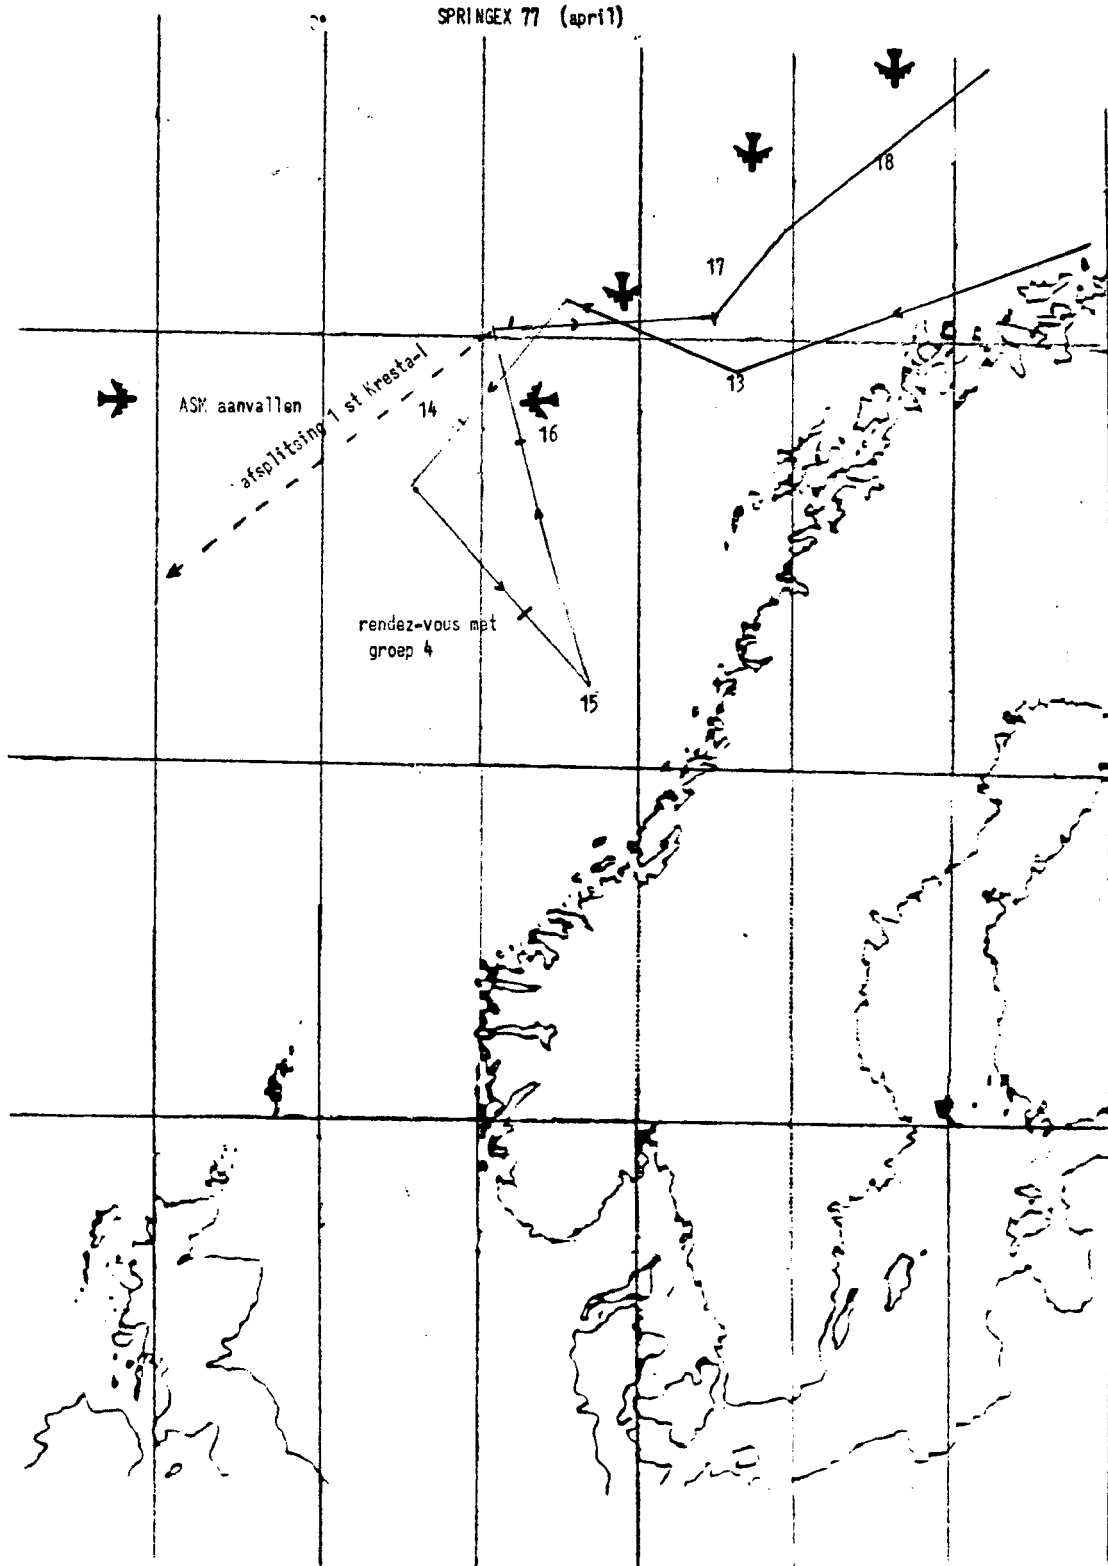 SPRINGEX 77 (april)
18
17
13
ASM aanvallen
afsplitsing 1 st Kresta-I
14
16
rendez-vous met
groep 4
15